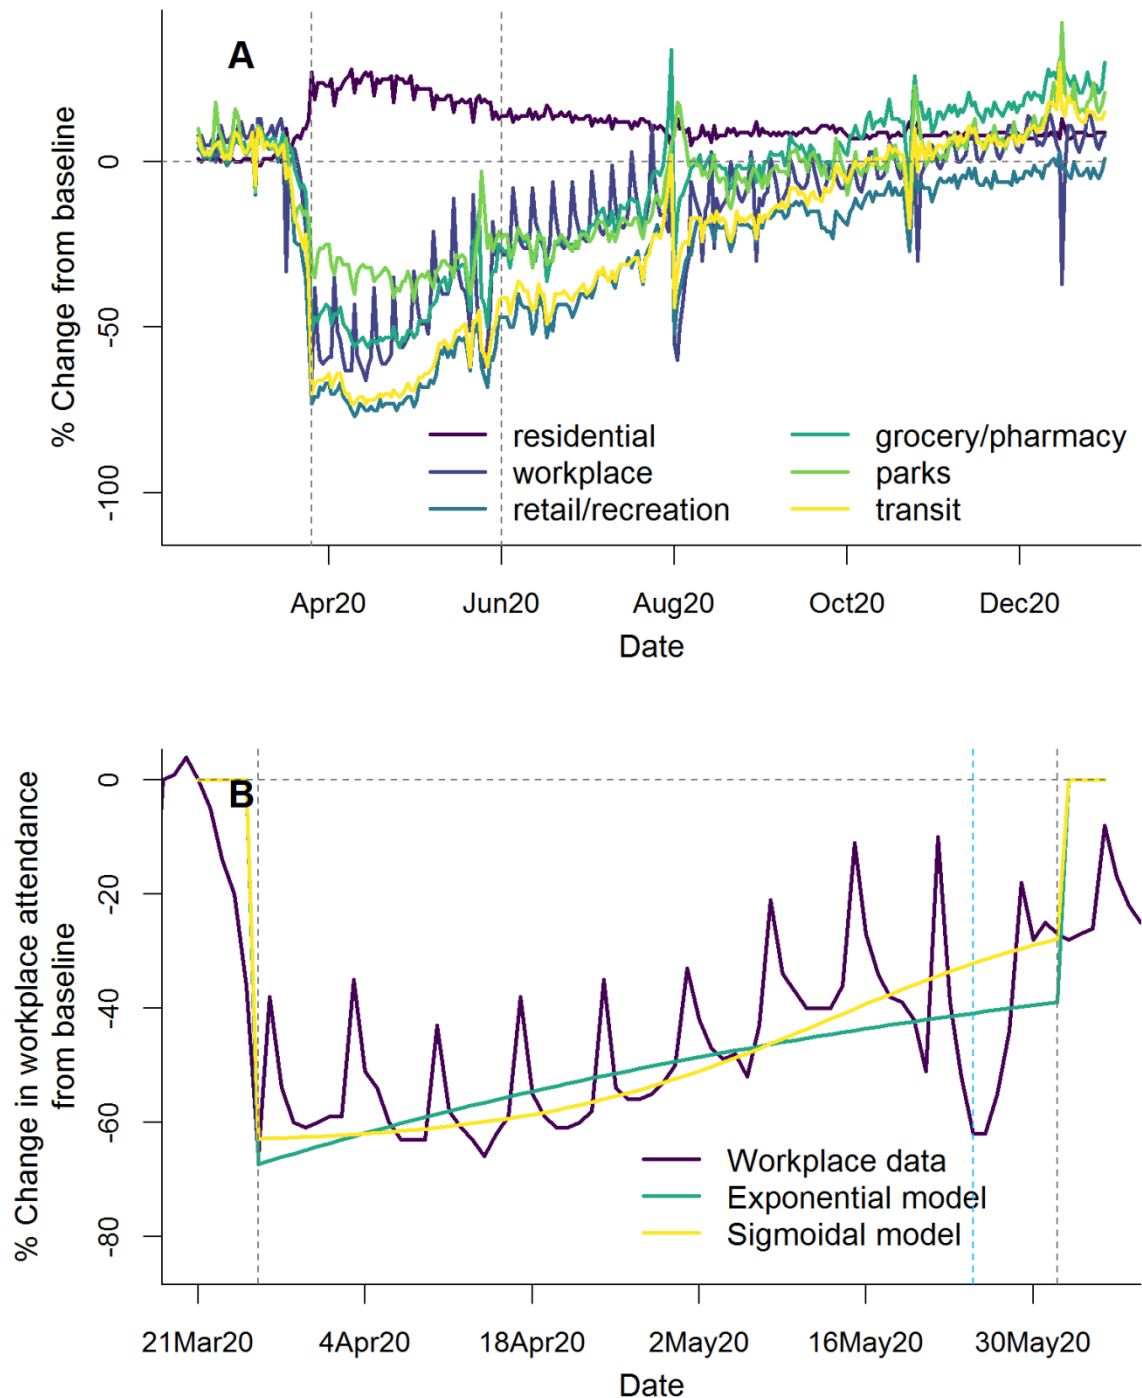 A
% Change from baseline
0
-50
-100
residential
workplace
retail/recreation
grocery/pharmacy
parks
transit
Apr20 Jun20 Aug20 Oct20 Dec20
Date
B
% Change in workplace attendance
from baseline
0
-20
-40
-60
-80
Workplace data
Exponential model
Sigmoidal model
21Mar20 4Apr20 18Apr20 2May20 16May20 30May20
Date